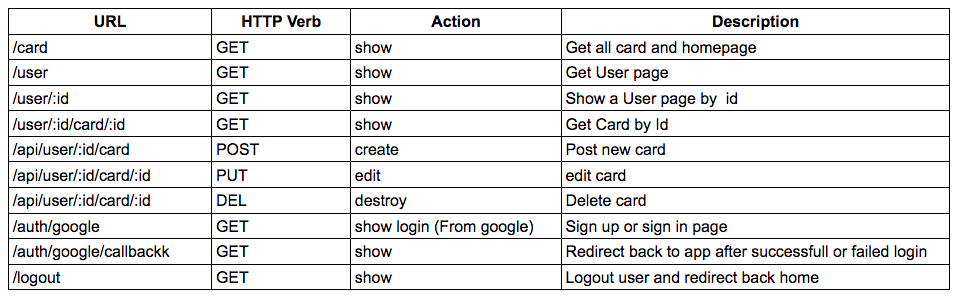 URL HTTP Verb Action Description
/card GET show Get all card and homepage
/user GET show Get User page
/user/:id GET show Show a User page by  id
/user/:id/card/:id GET show Get Card by Id
/api/user/:id/card POST create Post new card
/api/user/:id/card/:id PUT edit edit card
/api/user/:id/card/:id DEL destroy Delete card
/auth/google GET show login (From google) Sign up or sign in page
/auth/google/callbackk GET show Redirect back to app after successfull or failed login
/logout GET show Logout user and redirect back home